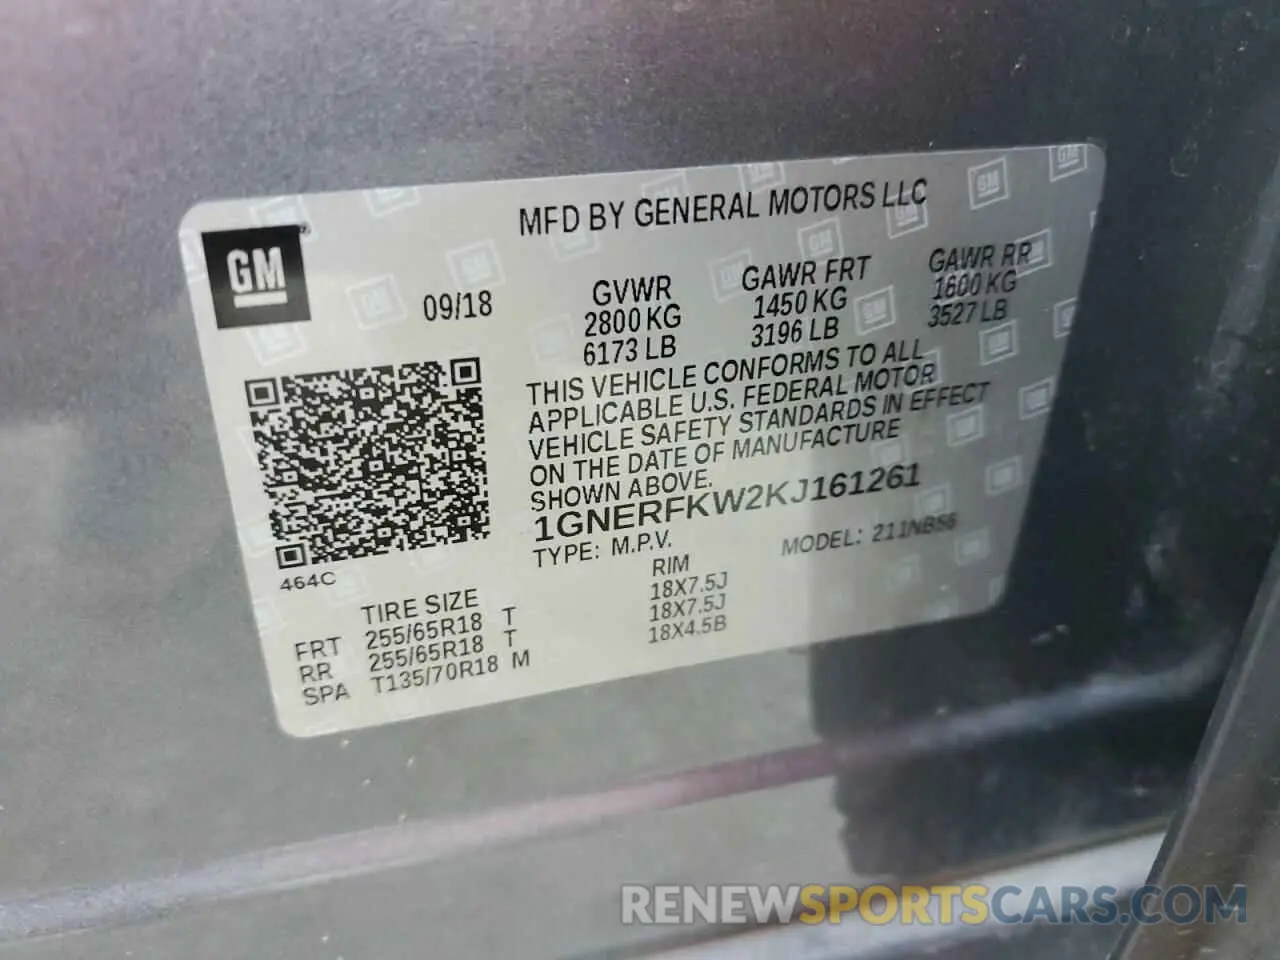 MFD BY GENERAL MOTORS LLC
GM
09/18
GVWR GAWR FRT GAWR RR
2800 KG 1450 KG 1600 KG
6173 LB 3196 LB 3527 LB
THIS VEHICLE CONFORMS TO ALL
APPLICABLE U.S. FEDERAL MOTOR
VEHICLE SAFETY STANDARDS IN EFFECT
ON THE DATE OF MANUFACTURE
SHOWN ABOVE.
1GNERFKW2KJ161261
TYPE: M.P.V. MODEL: 211NB56
464C
TIRE SIZE RIM
FRT 255/65R18 T 18X7.5J
RR 255/65R18 T 18X7.5J
SPA T135/70R18 M 18X4.5B
RENEWSPORTSCARS.COM